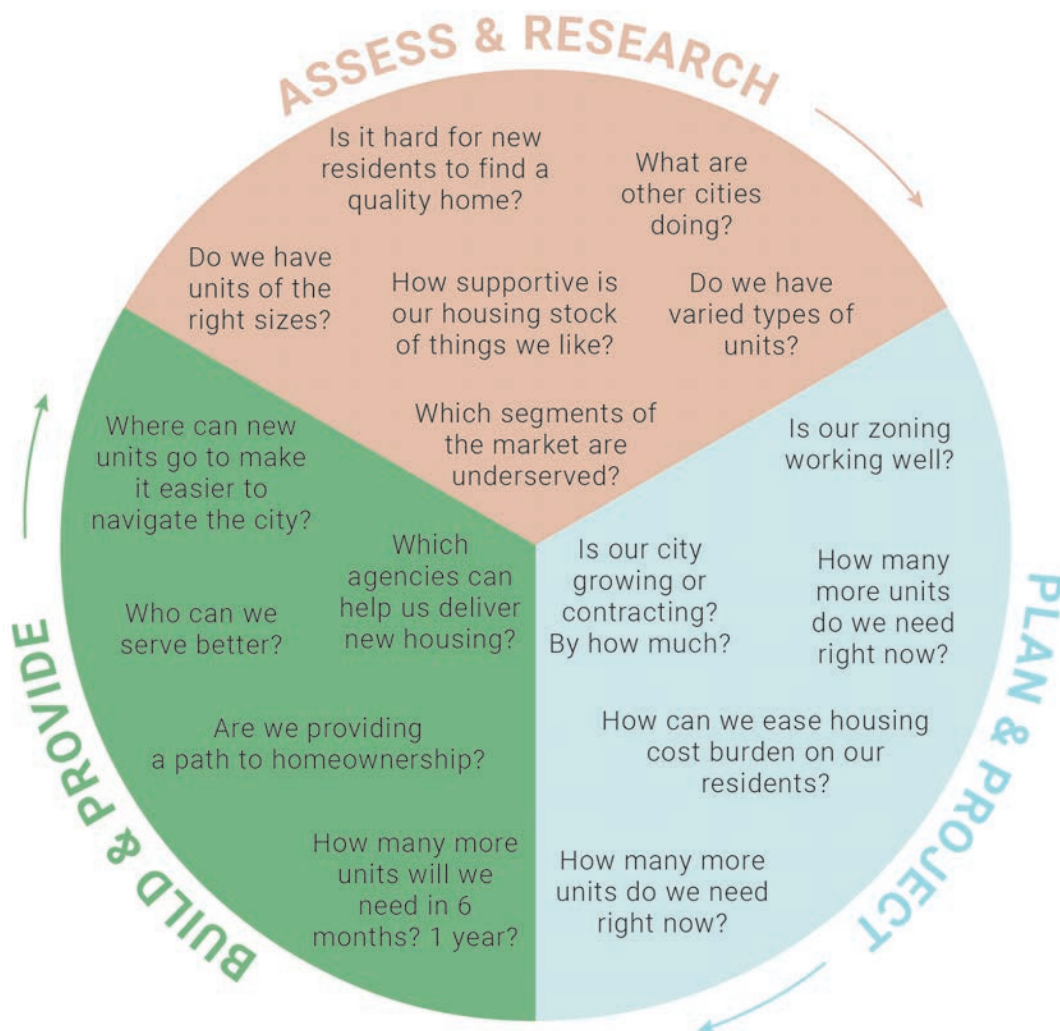 ASSESS & RESEARCH
Is it hard for new
residents to find a
quality home?
What are
other cities
doing?
Do we have
units of the
right sizes?
How supportive is
our housing stock
of things we like?
Do we have
varied types of
units?
Which segments of
the market are
underserved?
PLAN & PROJECT
Is our zoning
working well?
Is our city
growing or
contracting?
By how much?
How many
more units
do we need
right now?
How can we ease housing
cost burden on our
residents?
How many more
units do we need
right now?
BUILD & PROVIDE
Where can new
units go to make
it easier to
navigate the city?
Which
agencies can
help us deliver
new housing?
Who can we
serve better?
Are we providing
a path to homeownership?
How many more
units will we
need in 6
months? 1 year?